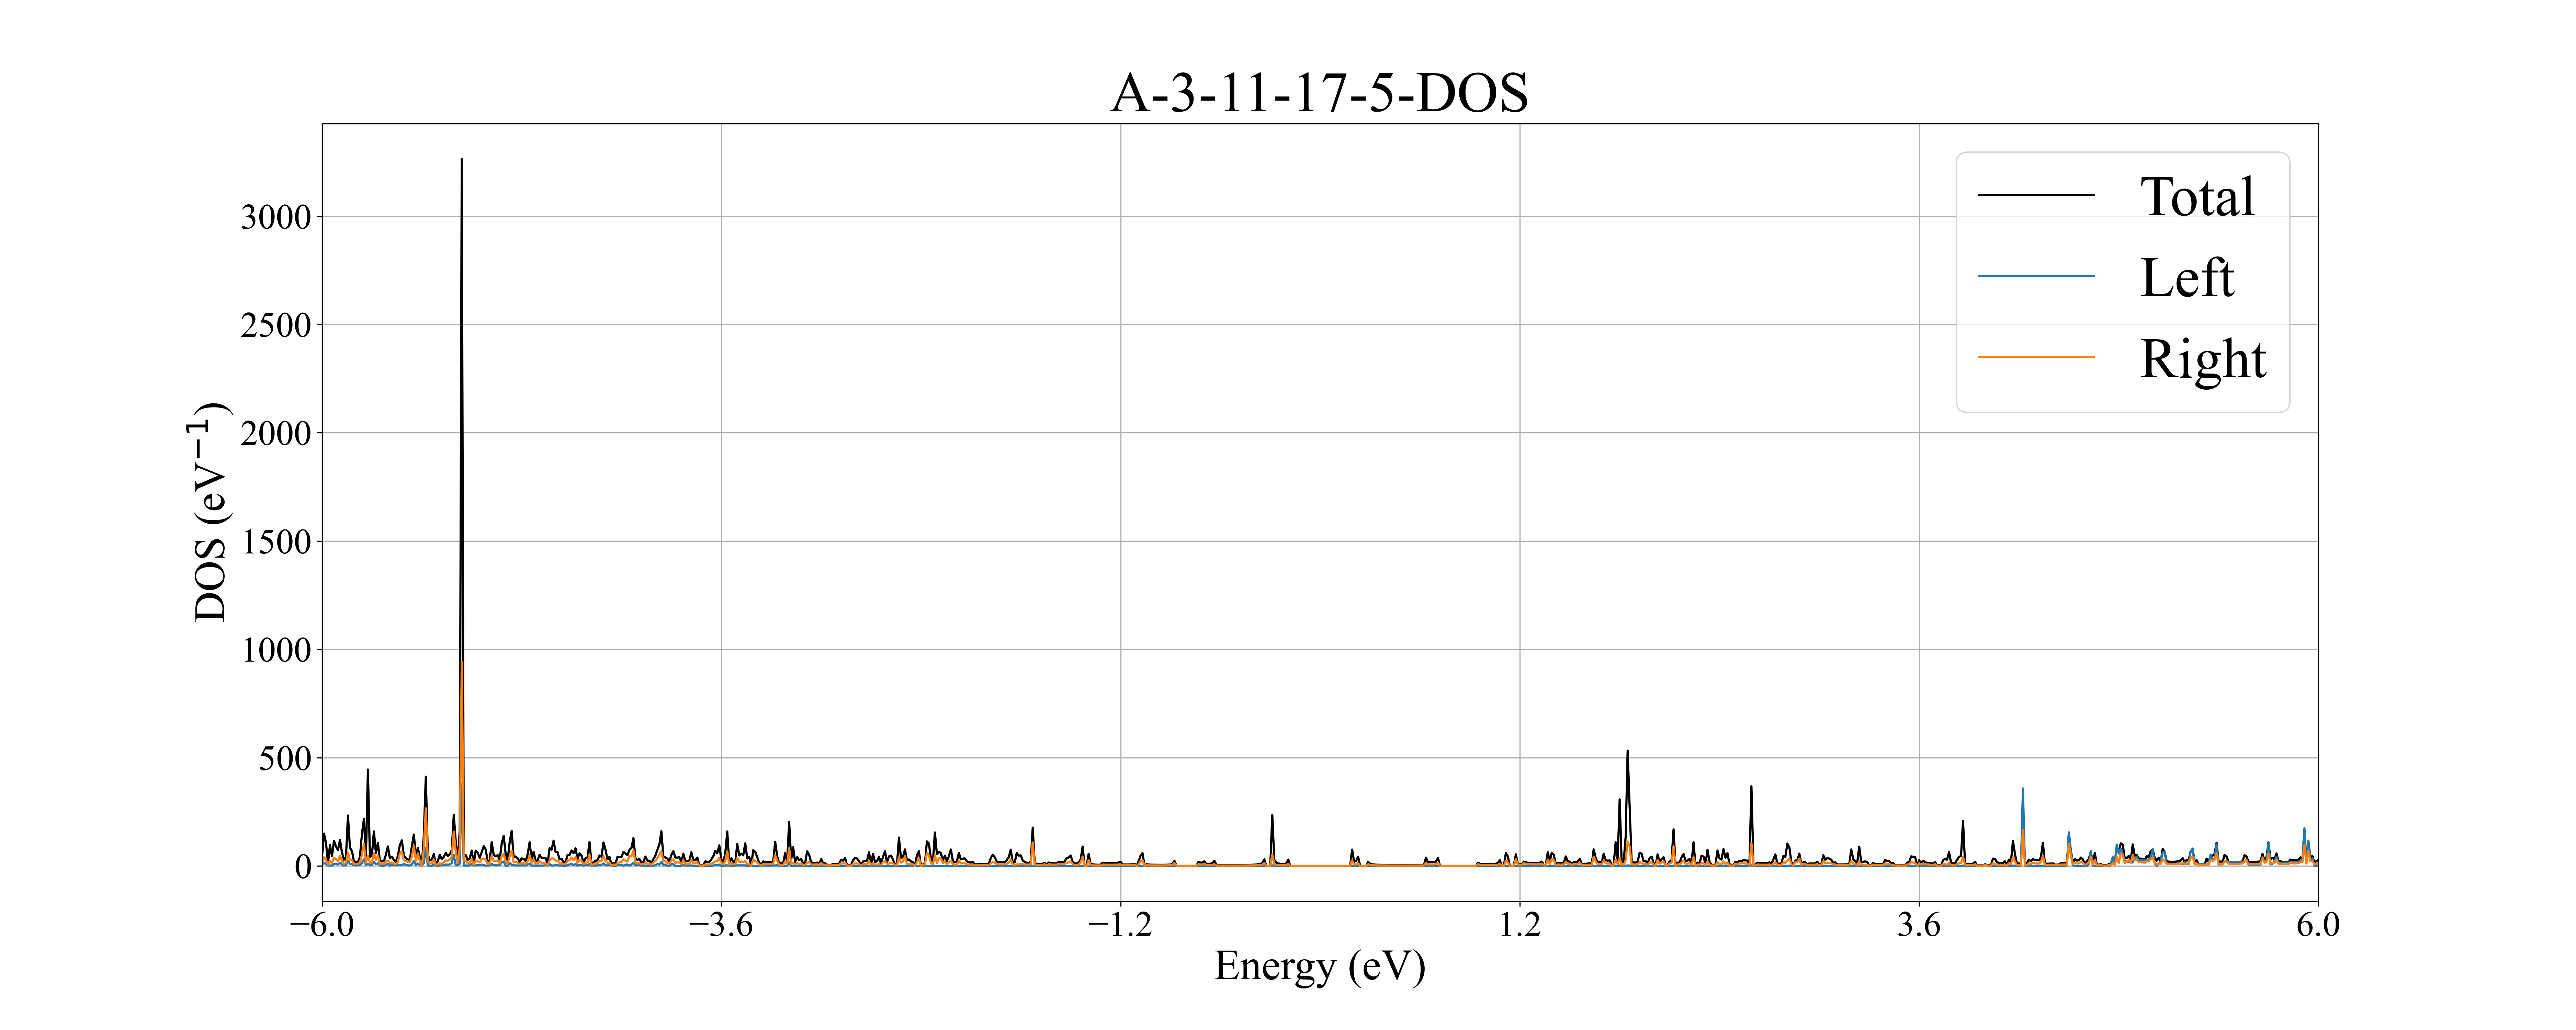 A-3-11-17-5-DOS
Total
Left
Right
3000
2500
2000
1500
1000
500
0
DOS (eV⁻¹)
−6.0 −3.6 −1.2 1.2 3.6 6.0
Energy (eV)